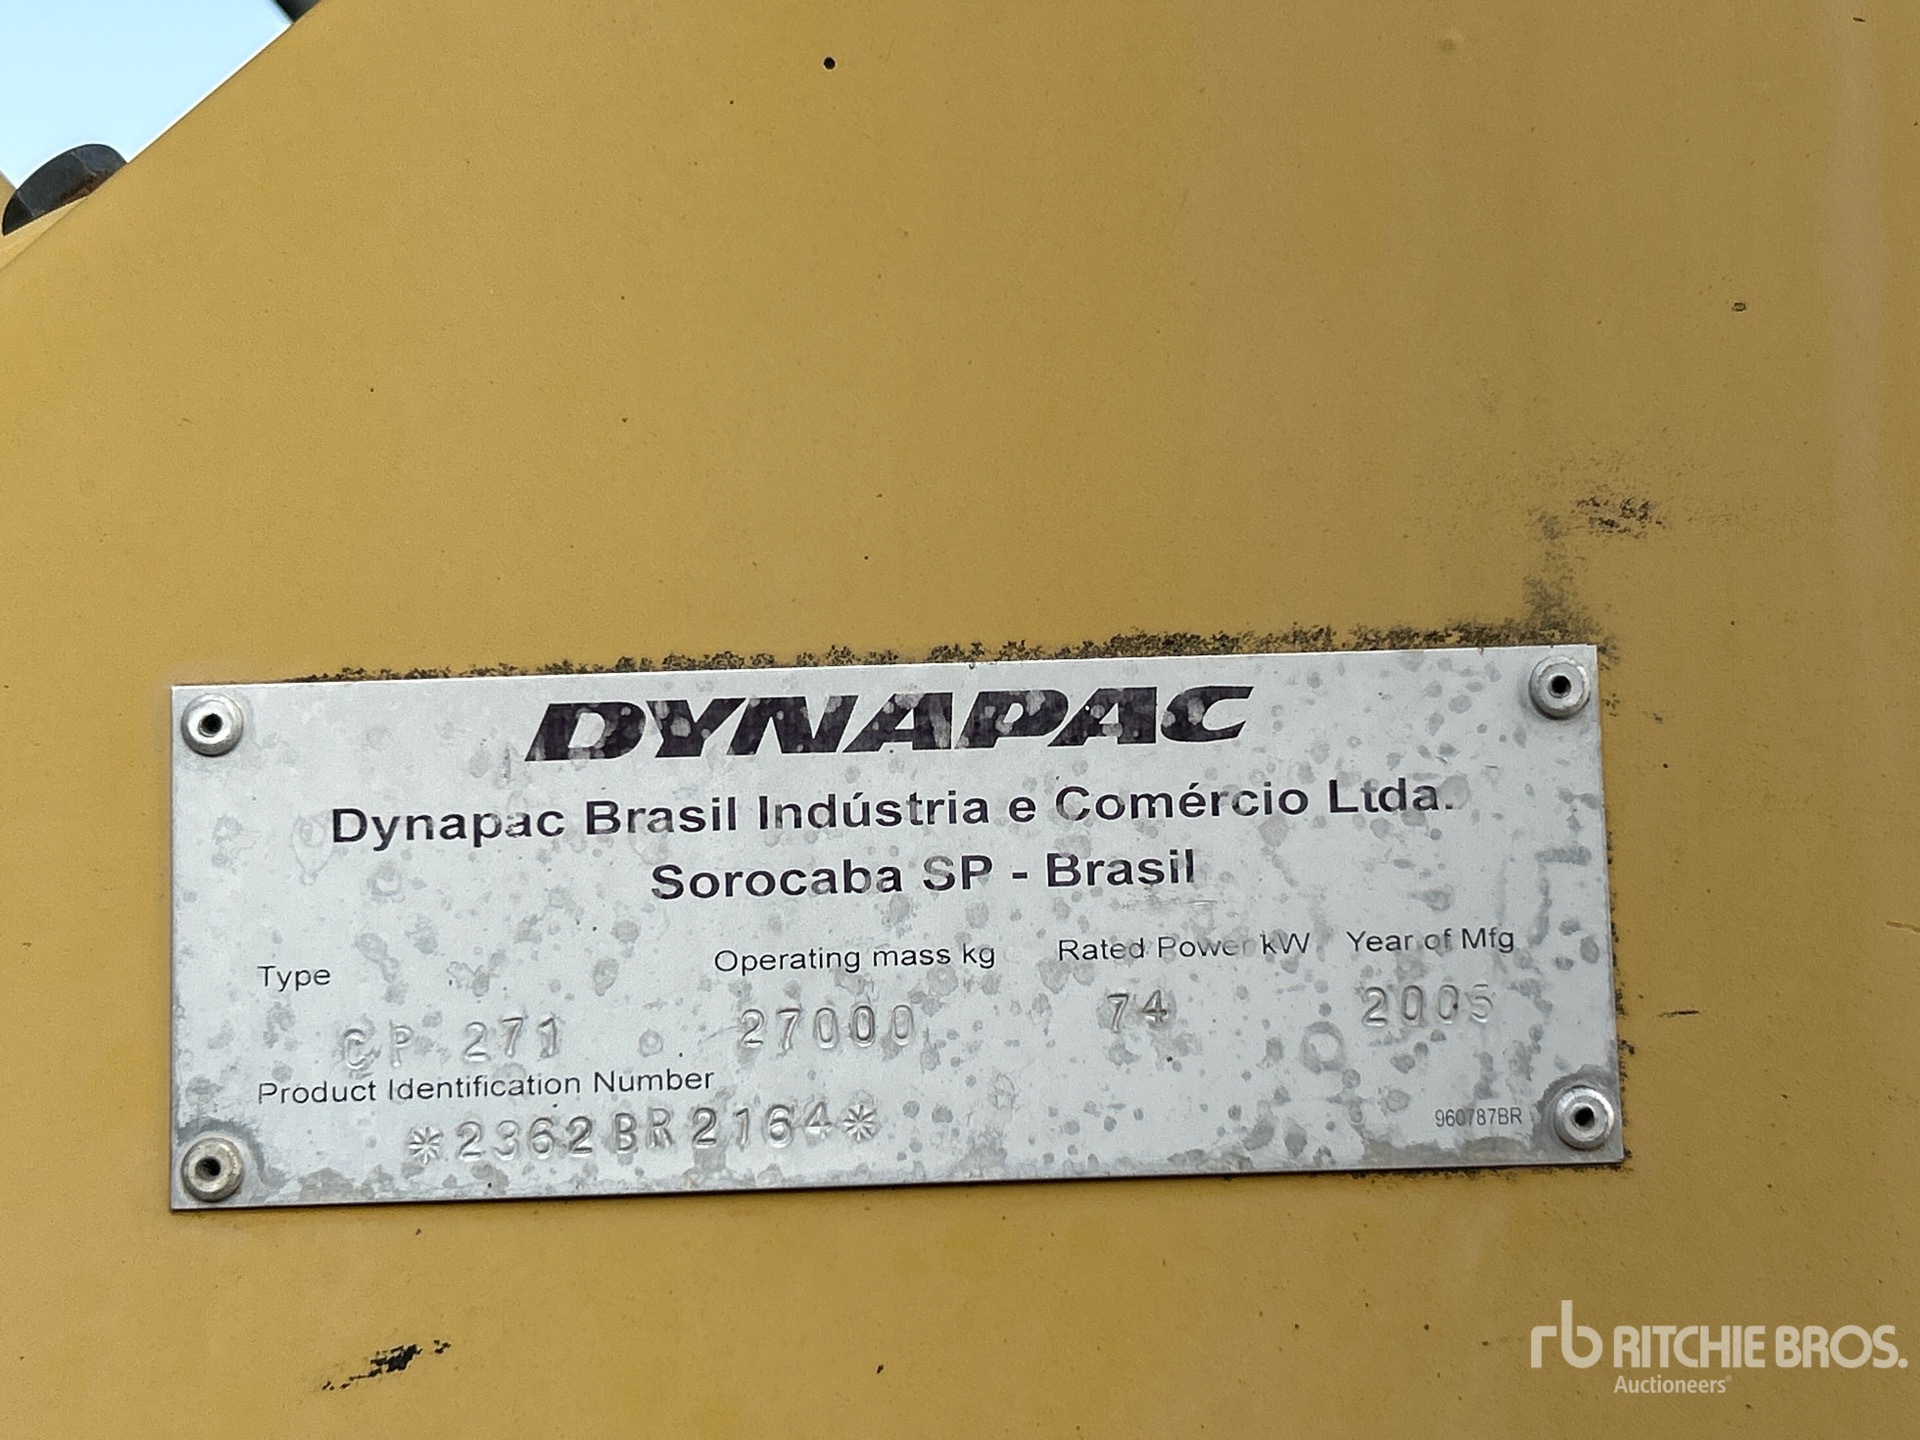 DYNAPAC
Dynapac Brasil Indústria e Comércio Ltda.
Sorocaba SP - Brasil
Type Operating mass kg Rated Power kW Year of Mfg
CP 271 27000 74 2005
Product Identification Number
*2362BR2164*
960787BR
rb RITCHIE BROS.
Auctioneers